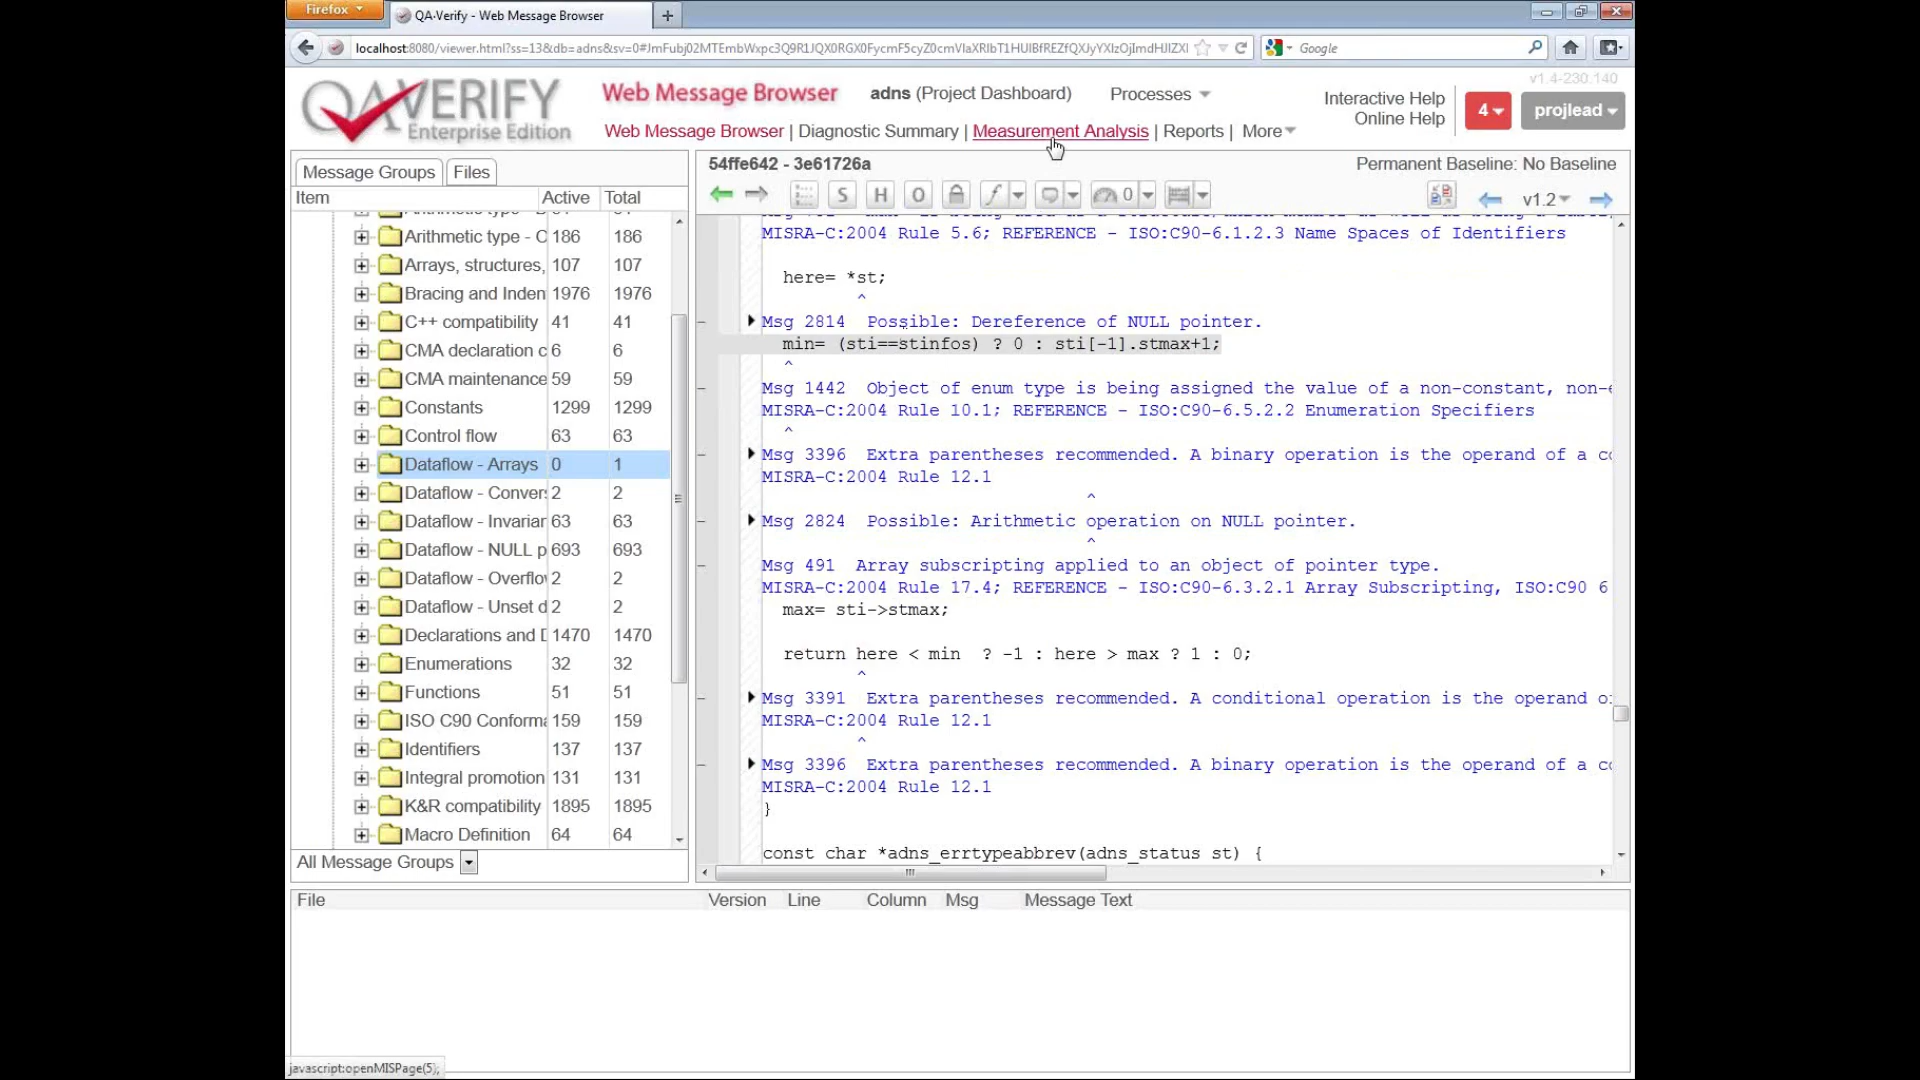 Firefox
QA-Verify - Web Message Browser
localhost:8080/viewer.html?ss=13&db=adns&sv=0#
Google
v1.4-230.140
QAVERIFY
Enterprise Edition
Web Message Browser
adns (Project Dashboard)
Processes
Interactive Help
Online Help
4
projlead
Web Message Browser | Diagnostic Summary | Measurement Analysis | Reports | More
Message Groups
Files
54ffe642 - 3e61726a
Permanent Baseline: No Baseline
Item Active Total
S H O f 0 v1.2
Arithmetic type - C 186 186
Arrays, structures, 107 107
Bracing and Inden 1976 1976
C++ compatibility 41 41
CMA declaration c 6 6
CMA maintenance 59 59
Constants 1299 1299
Control flow 63 63
Dataflow - Arrays 0 1
Dataflow - Conver 2 2
Dataflow - Invarian 63 63
Dataflow - NULL p 693 693
Dataflow - Overflo 2 2
Dataflow - Unset d 2 2
Declarations and D 1470 1470
Enumerations 32 32
Functions 51 51
ISO C90 Conforma 159 159
Identifiers 137 137
Integral promotion 131 131
K&R compatibility 1895 1895
Macro Definition 64 64
All Message Groups
MISRA-C:2004 Rule 5.6; REFERENCE - ISO:C90-6.1.2.3 Name Spaces of Identifiers
here= *st;
^
Msg 2814 Possible: Dereference of NULL pointer.
min= (sti==stinfos) ? 0 : sti[-1].stmax+1;
^
Msg 1442 Object of enum type is being assigned the value of a non-constant, non-e
MISRA-C:2004 Rule 10.1; REFERENCE - ISO:C90-6.5.2.2 Enumeration Specifiers
^
Msg 3396 Extra parentheses recommended. A binary operation is the operand of a co
MISRA-C:2004 Rule 12.1
^
Msg 2824 Possible: Arithmetic operation on NULL pointer.
^
Msg 491 Array subscripting applied to an object of pointer type.
MISRA-C:2004 Rule 17.4; REFERENCE - ISO:C90-6.3.2.1 Array Subscripting, ISO:C90 6
max= sti->stmax;
return here < min ? -1 : here > max ? 1 : 0;
^
Msg 3391 Extra parentheses recommended. A conditional operation is the operand o
MISRA-C:2004 Rule 12.1
^
Msg 3396 Extra parentheses recommended. A binary operation is the operand of a co
MISRA-C:2004 Rule 12.1
}
const char *adns_errtypeabbrev(adns_status st) {
File Version Line Column Msg Message Text
javascript:openMISPage(5);